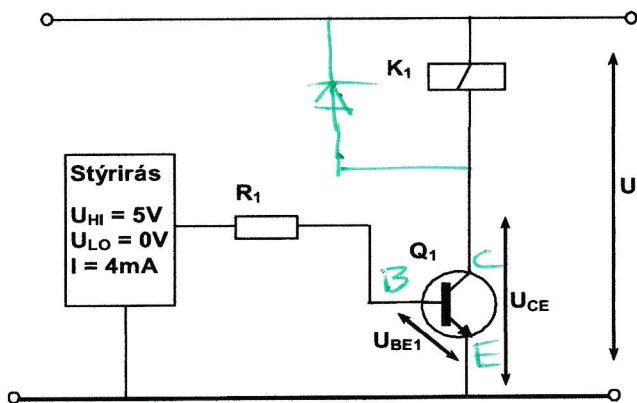 K1
U
Stýrirás
UHI = 5V
ULO = 0V
I = 4mA
R1
Q1
B
C
E
UBE1
UCE